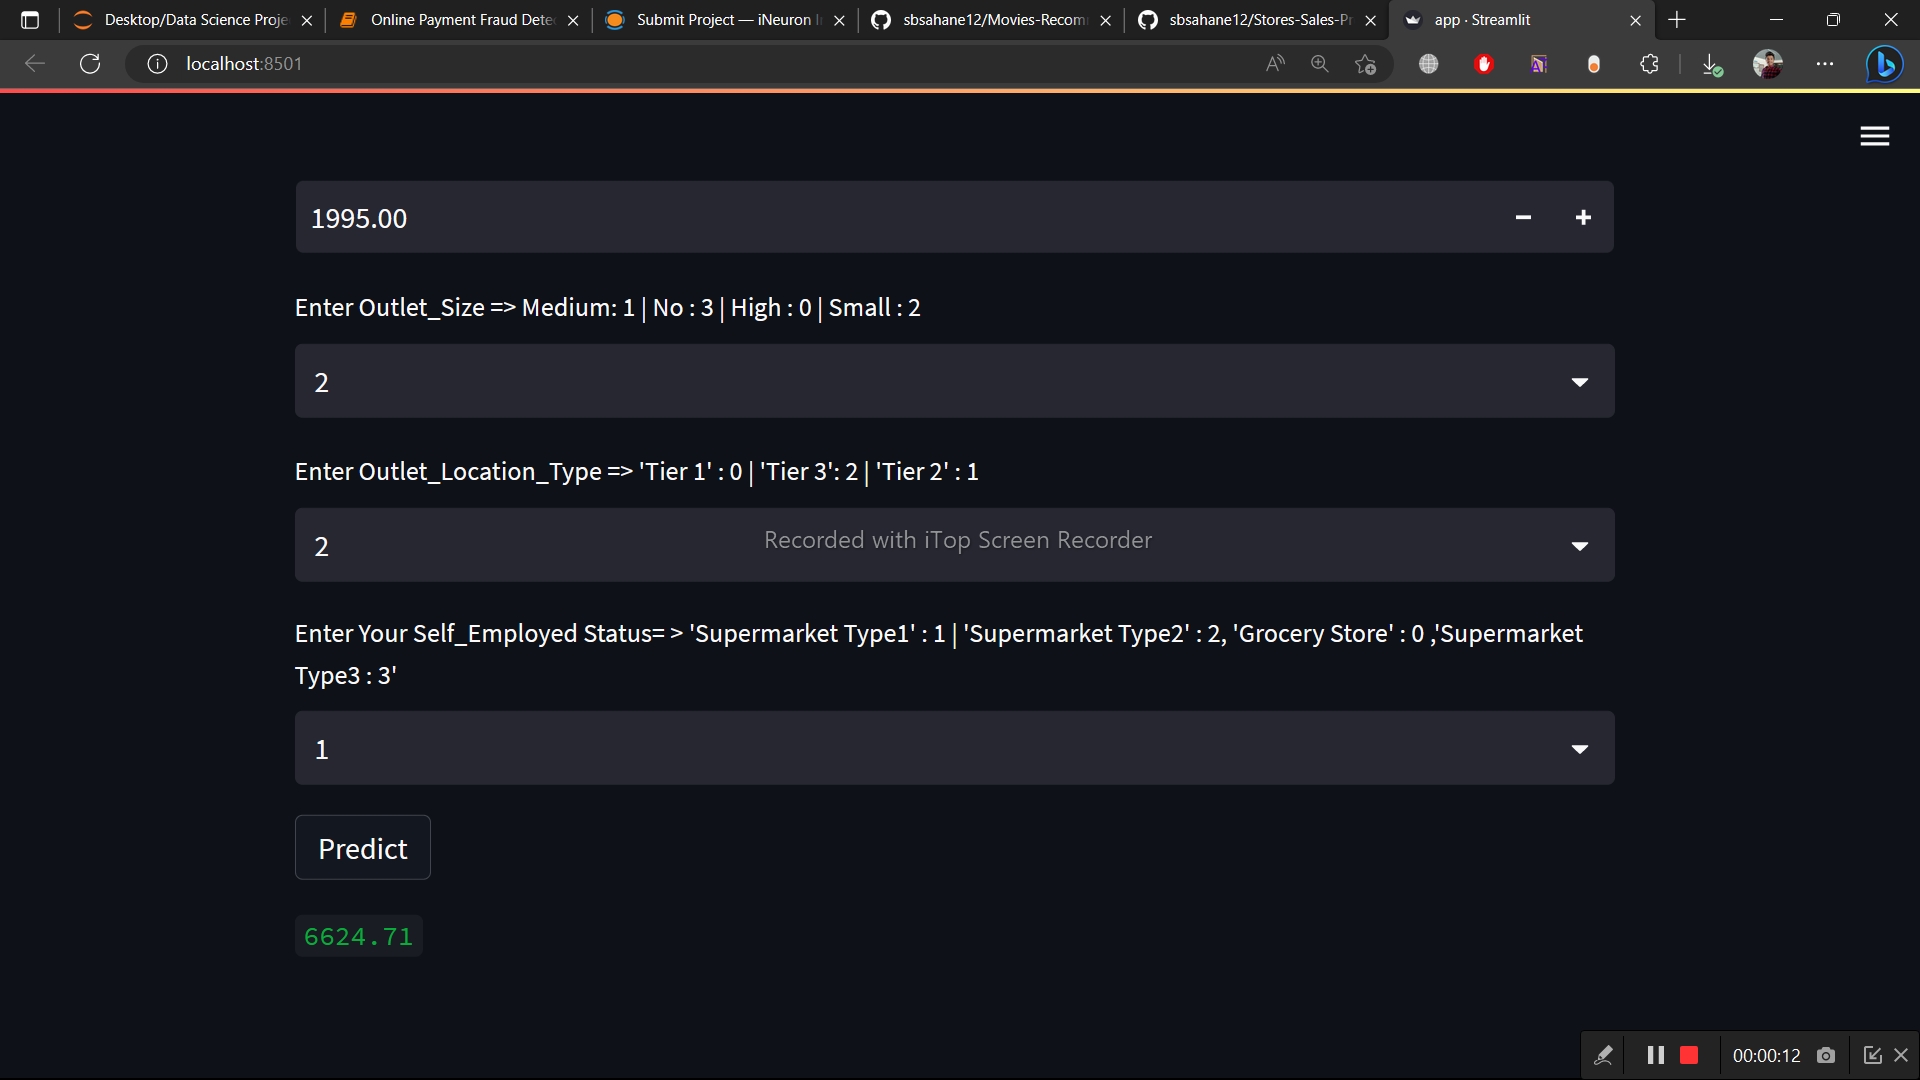 Desktop/Data Science Proje
Online Payment Fraud Dete
Submit Project — iNeuron I
sbsahane12/Movies-Recom
sbsahane12/Stores-Sales-Pr
app · Streamlit
localhost:8501
1995.00
Enter Outlet_Size => Medium: 1 | No : 3 | High : 0 | Small : 2
2
Enter Outlet_Location_Type => 'Tier 1' : 0 | 'Tier 3': 2 | 'Tier 2' : 1
2
Recorded with iTop Screen Recorder
Enter Your Self_Employed Status= > 'Supermarket Type1' : 1 | 'Supermarket Type2' : 2, 'Grocery Store' : 0 ,'Supermarket
Type3 : 3'
1
Predict
6624.71
00:00:12